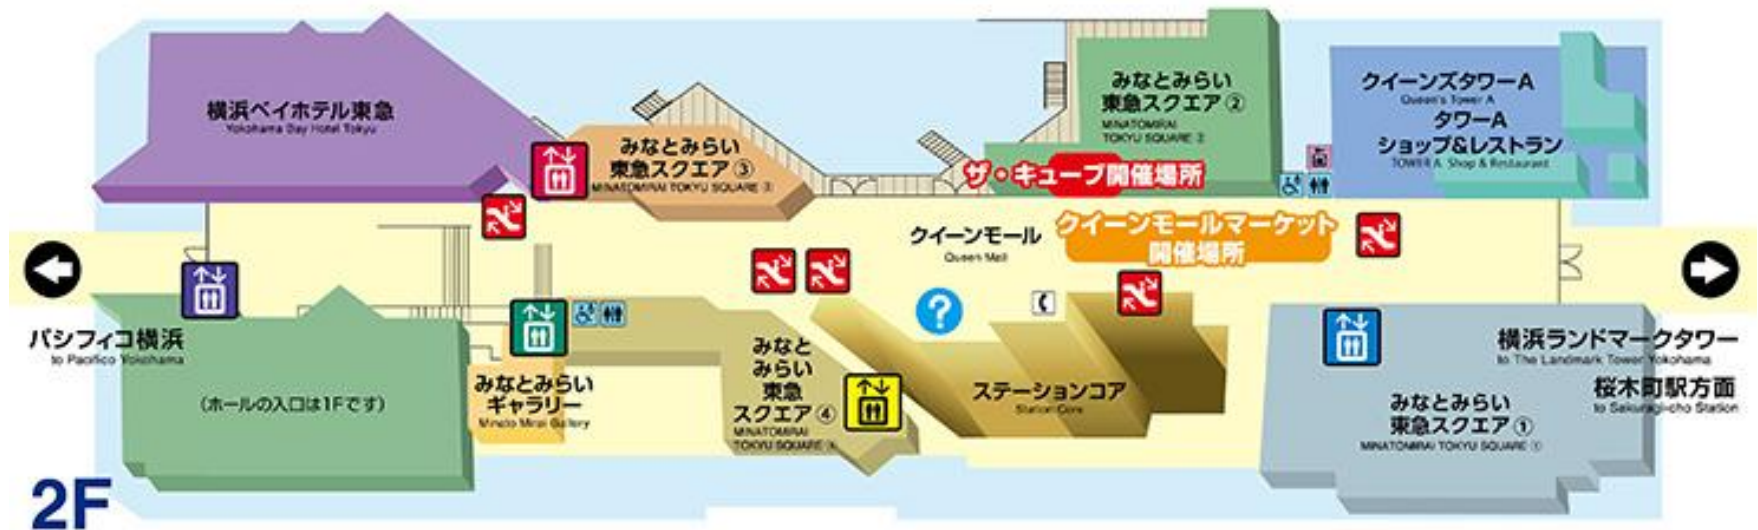 横浜ベイホテル東急
Yokohama Bay Hotel Tokyu
みなとみらい
東急スクエア③
MINATOMIRAI TOKYU SQUARE ③
みなとみらい
東急スクエア②
MINATOMIRAI
TOKYU SQUARE ②
クイーンズタワーA
Queen's Tower A
タワーA
ショップ&レストラン
TOWER A Shop & Restaurant
ザ・キューブ開催場所
クイーンモール
Queen Mall
クイーンモールマーケット
開催場所
パシフィコ横浜
to Pacifico Yokohama
(ホールの入口は1Fです)
みなとみらい
ギャラリー
Minato Mirai Gallery
みなと
みらい
東急
スクエア④
MINATOMIRAI
TOKYU SQUARE ④
?
ステーションコア
Station Core
横浜ランドマークタワー
to The Landmark Tower Yokohama
桜木町駅方面
to Sakuragi-cho Station
みなとみらい
東急スクエア①
MINATOMIRAI TOKYU SQUARE ①
2F